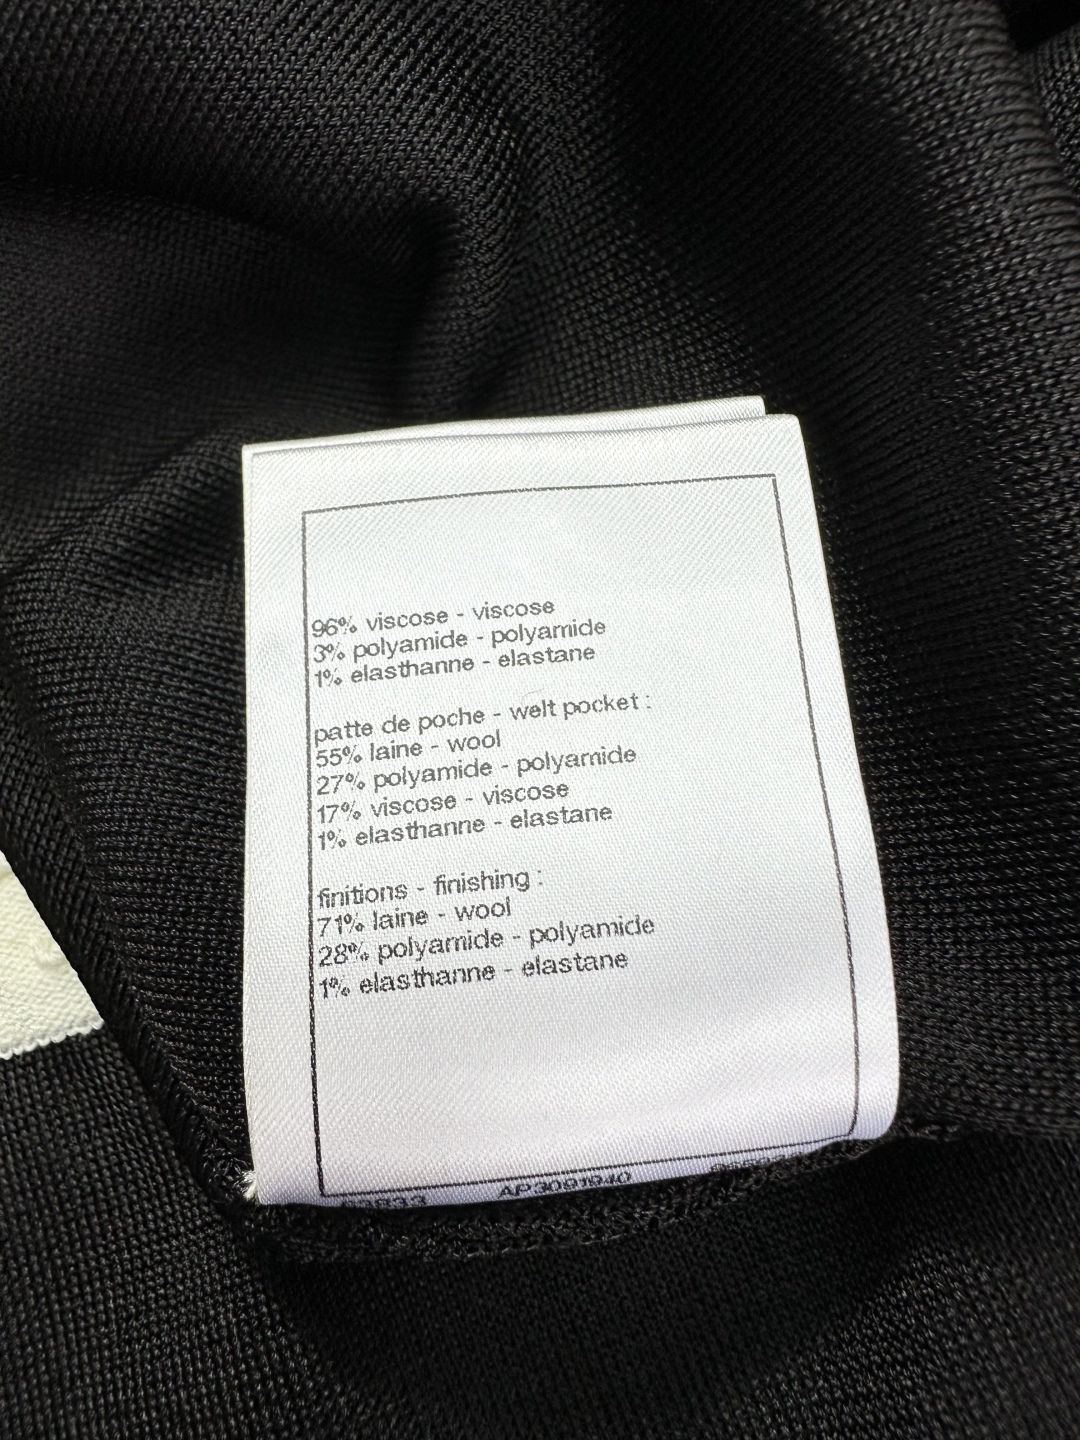 96% viscose - viscose
3% polyamide - polyamide
1% elasthanne - elastane
patte de poche - welt pocket :
55% laine - wool
27% polyamide - polyamide
17% viscose - viscose
1% elasthanne - elastane
finitions - finishing :
71% laine - wool
28% polyamide - polyamide
1% elasthanne - elastane
AP3091940